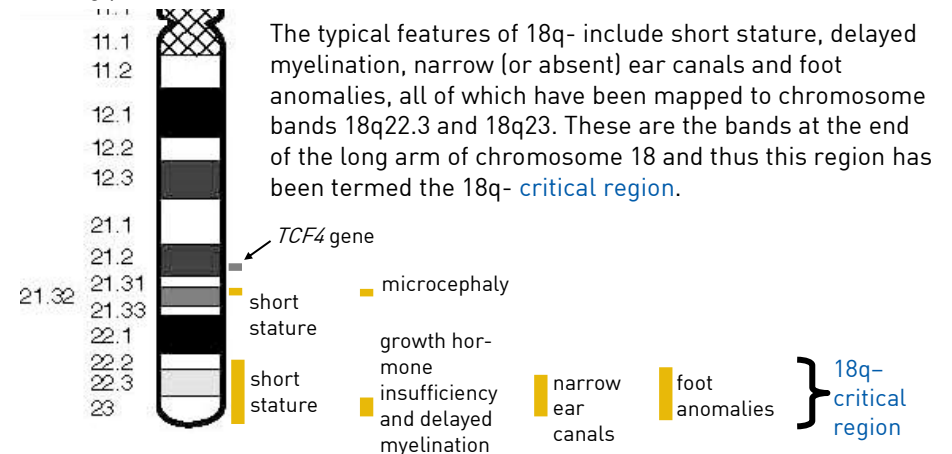 The typical features of 18q- include short stature, delayed
myelination, narrow (or absent) ear canals and foot
anomalies, all of which have been mapped to chromosome
bands 18q22.3 and 18q23. These are the bands at the end
of the long arm of chromosome 18 and thus this region has
been termed the 18q- critical region.
11.1
11.2
12.1
12.2
12.3
21.1
21.2
21.31
21.32
21.33
22.1
22.2
22.3
23
TCF4 gene
short
stature
microcephaly
short
stature
growth hor-
mone
insufficiency
and delayed
myelination
narrow
ear
canals
foot
anomalies
18q–
critical
region